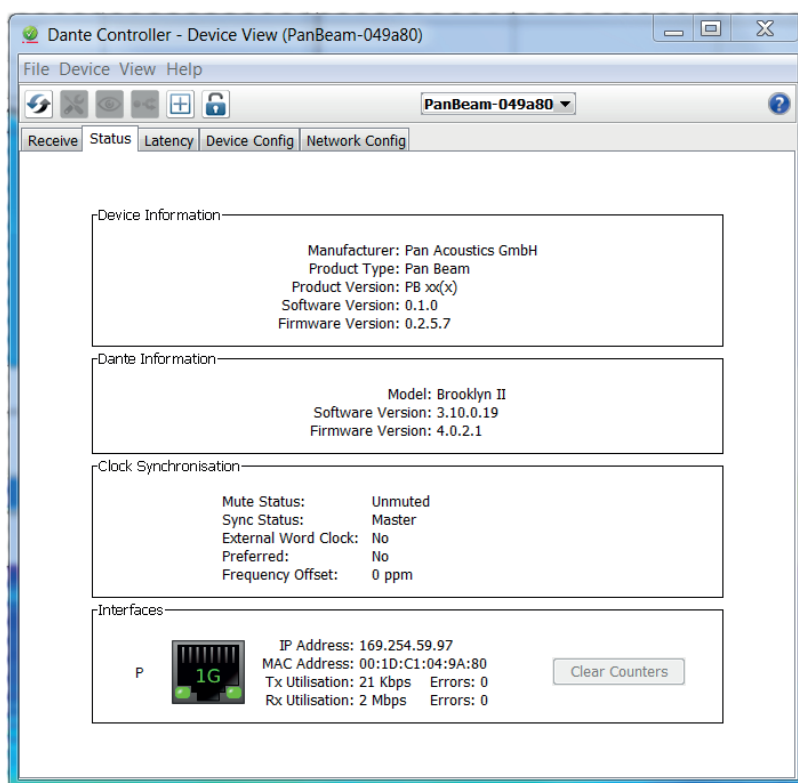 Dante Controller - Device View (PanBeam-049a80)
File Device View Help
PanBeam-049a80
Receive Status Latency Device Config Network Config
Device Information
Manufacturer: Pan Acoustics GmbH
Product Type: Pan Beam
Product Version: PB xx(x)
Software Version: 0.1.0
Firmware Version: 0.2.5.7
Dante Information
Model: Brooklyn II
Software Version: 3.10.0.19
Firmware Version: 4.0.2.1
Clock Synchronisation
Mute Status: Unmuted
Sync Status: Master
External Word Clock: No
Preferred: No
Frequency Offset: 0 ppm
Interfaces
P
1G
IP Address: 169.254.59.97
MAC Address: 00:1D:C1:04:9A:80
Tx Utilisation: 21 Kbps Errors: 0
Rx Utilisation: 2 Mbps Errors: 0
Clear Counters